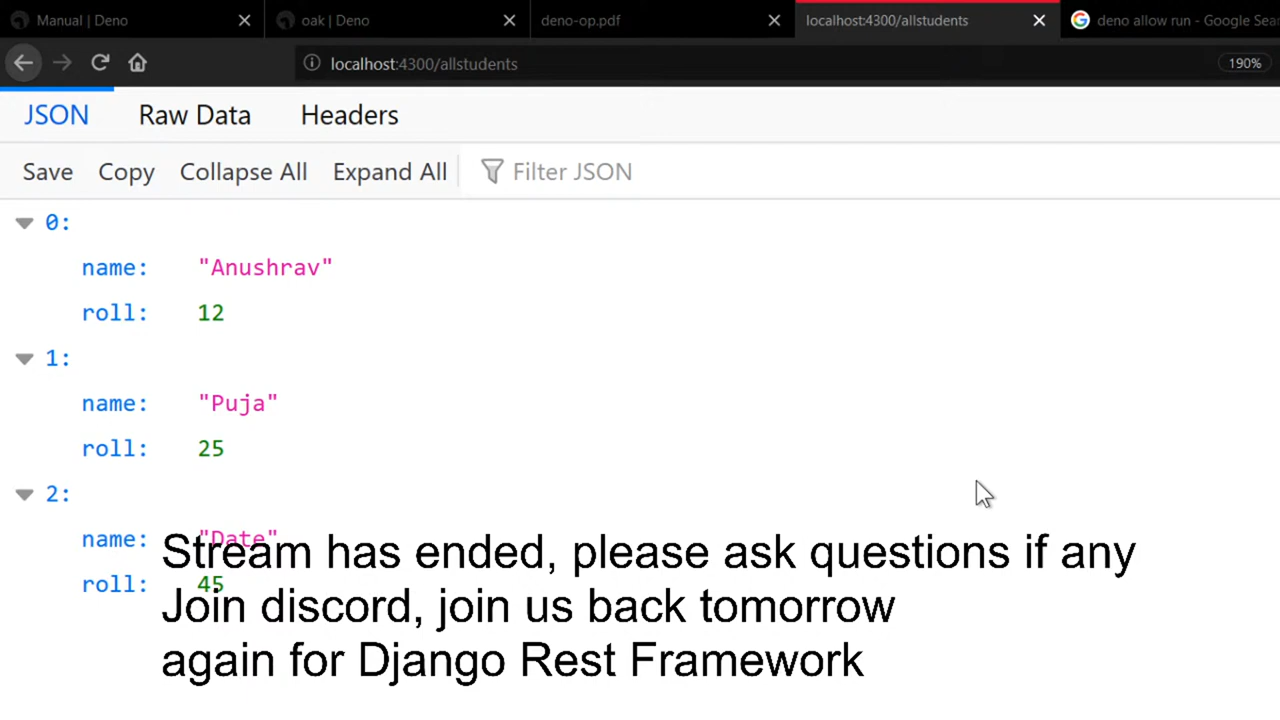 Manual | Deno
oak | Deno
deno-op.pdf
localhost:4300/allstudents
deno allow run - Google Sea
localhost:4300/allstudents
190%
JSON Raw Data Headers
Save Copy Collapse All Expand All Filter JSON
0:
name: "Anushrav"
roll: 12
1:
name: "Puja"
roll: 25
2:
name: "Date"
roll: 45
Stream has ended, please ask questions if any
Join discord, join us back tomorrow
again for Django Rest Framework